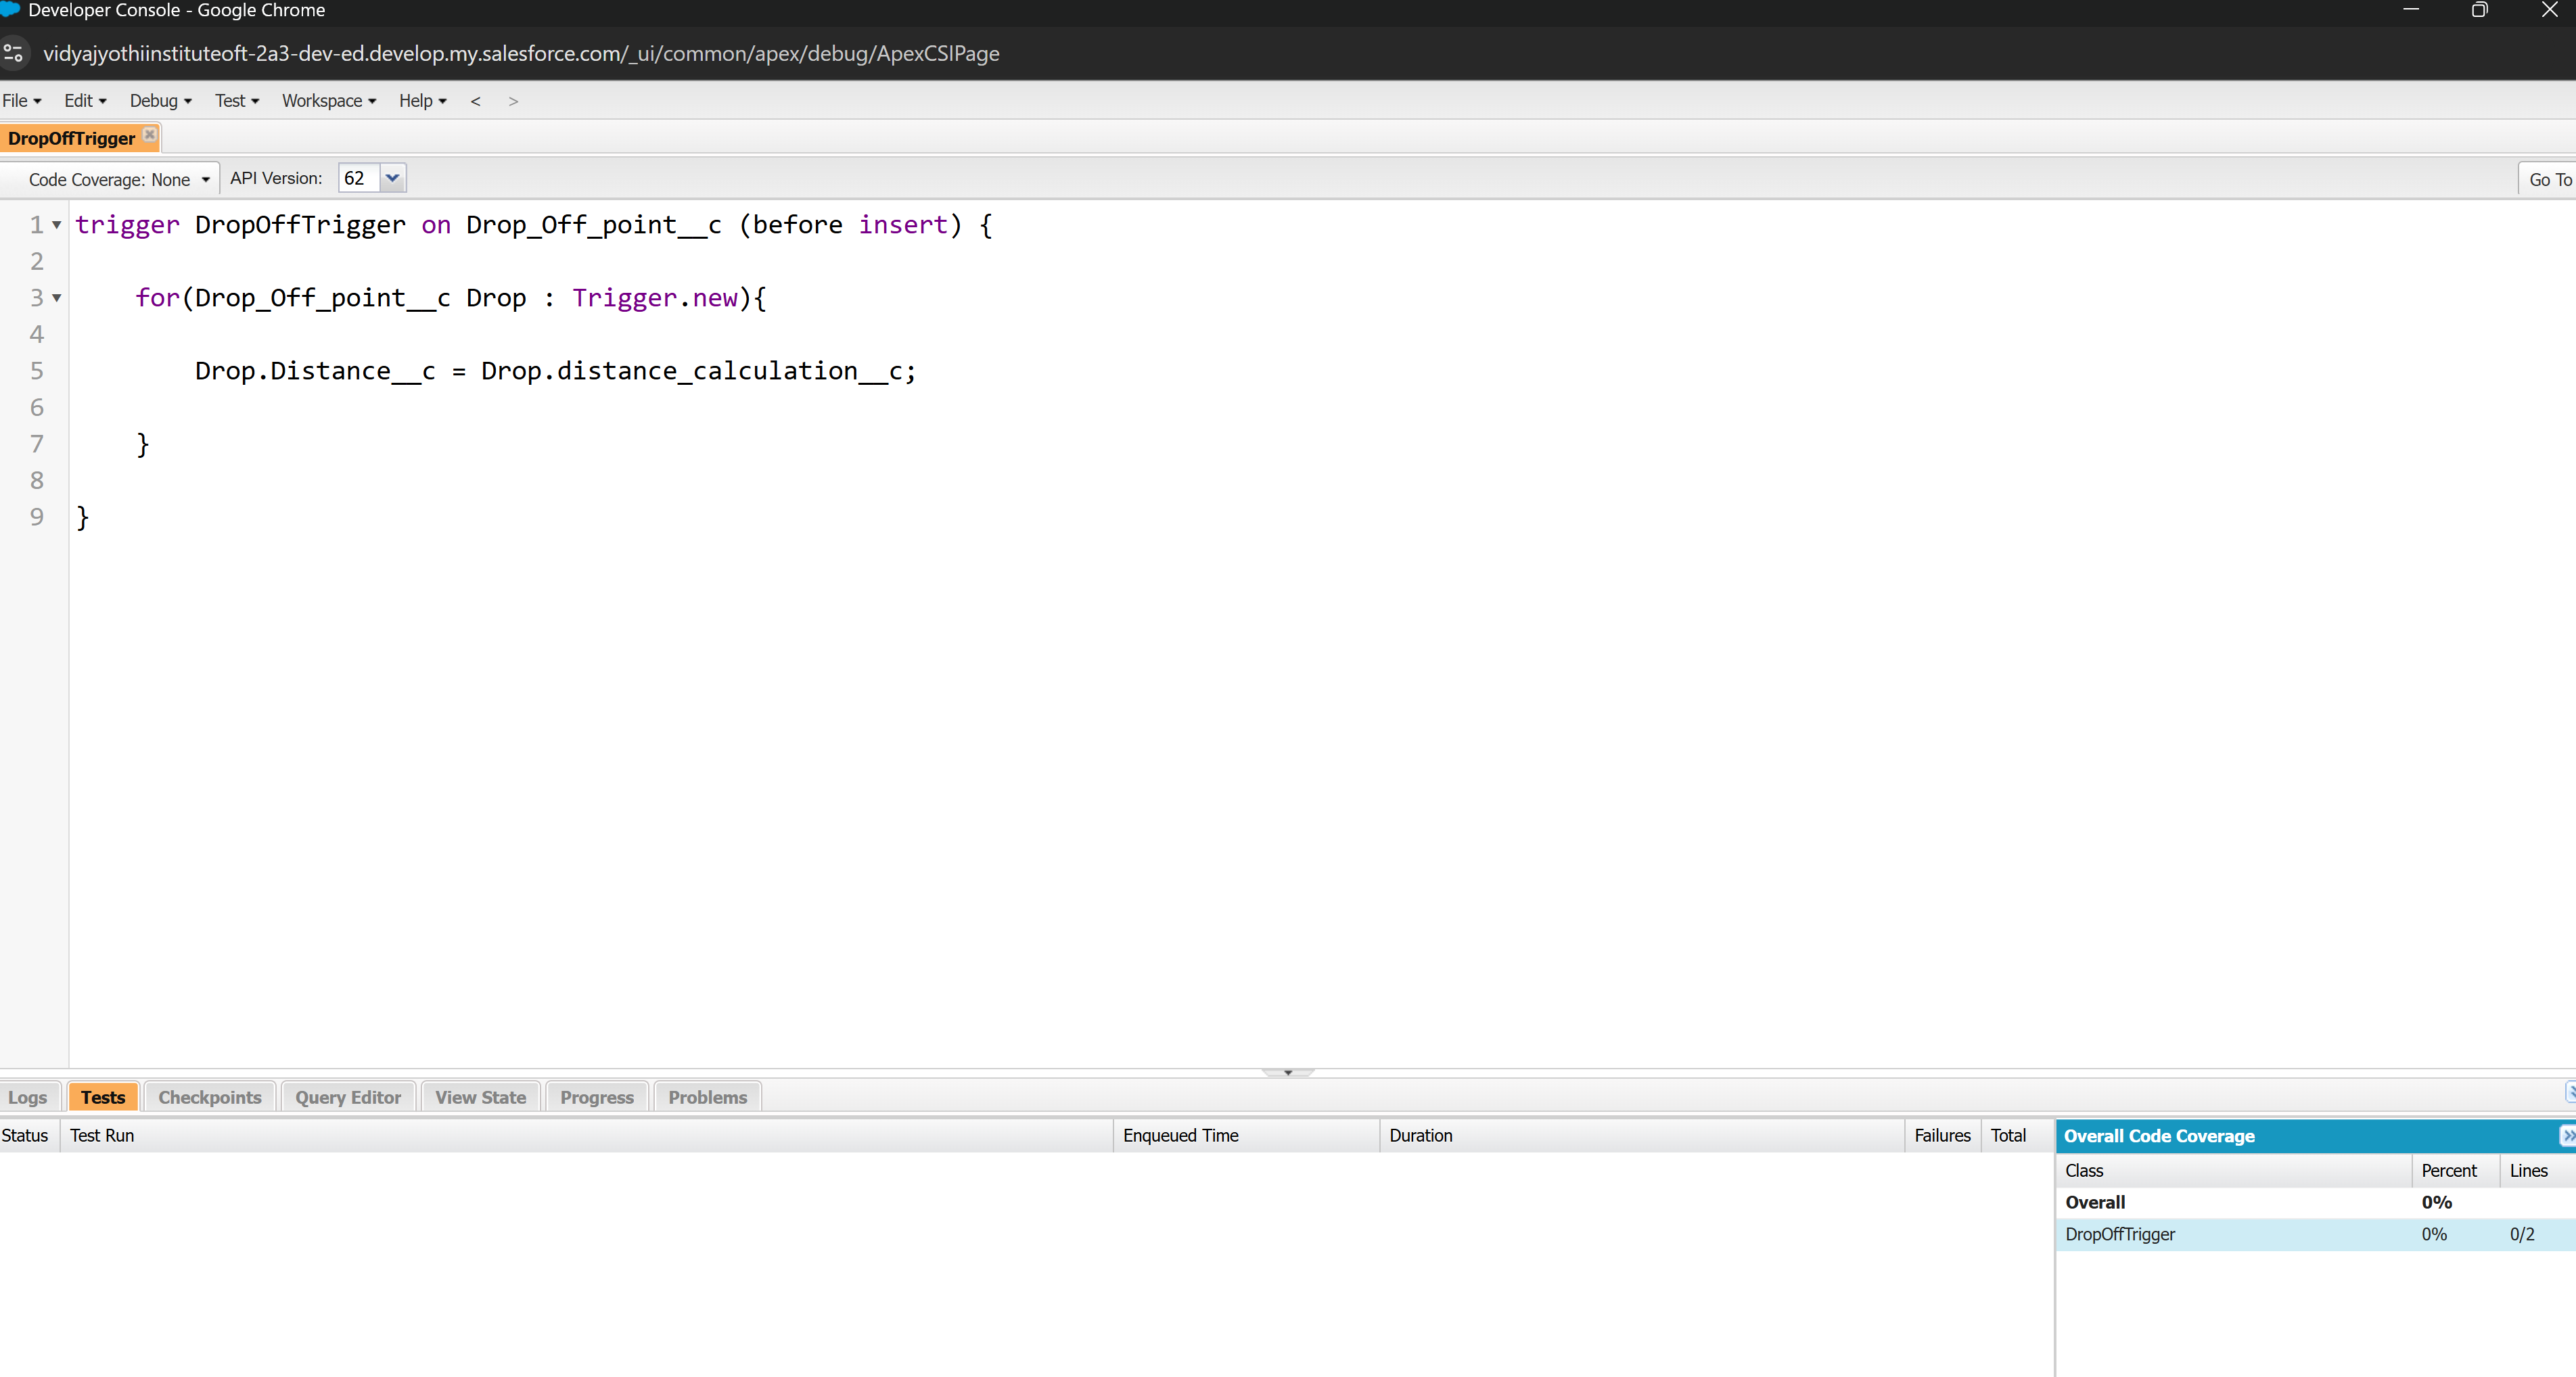 Developer Console - Google Chrome
vidyajyothiinstituteoft-2a3-dev-ed.develop.my.salesforce.com/_ui/common/apex/debug/ApexCSIPage
File Edit Debug Test Workspace Help < >
DropOffTrigger
Code Coverage: None API Version: 62 Go To
1 trigger DropOffTrigger on Drop_Off_point__c (before insert) {
2
3 for(Drop_Off_point__c Drop : Trigger.new){
4
5 Drop.Distance__c = Drop.distance_calculation__c;
6
7 }
8
9 }
Logs Tests Checkpoints Query Editor View State Progress Problems
Status Test Run Enqueued Time Duration Failures Total Overall Code Coverage
Class Percent Lines
Overall 0%
DropOffTrigger 0% 0/2